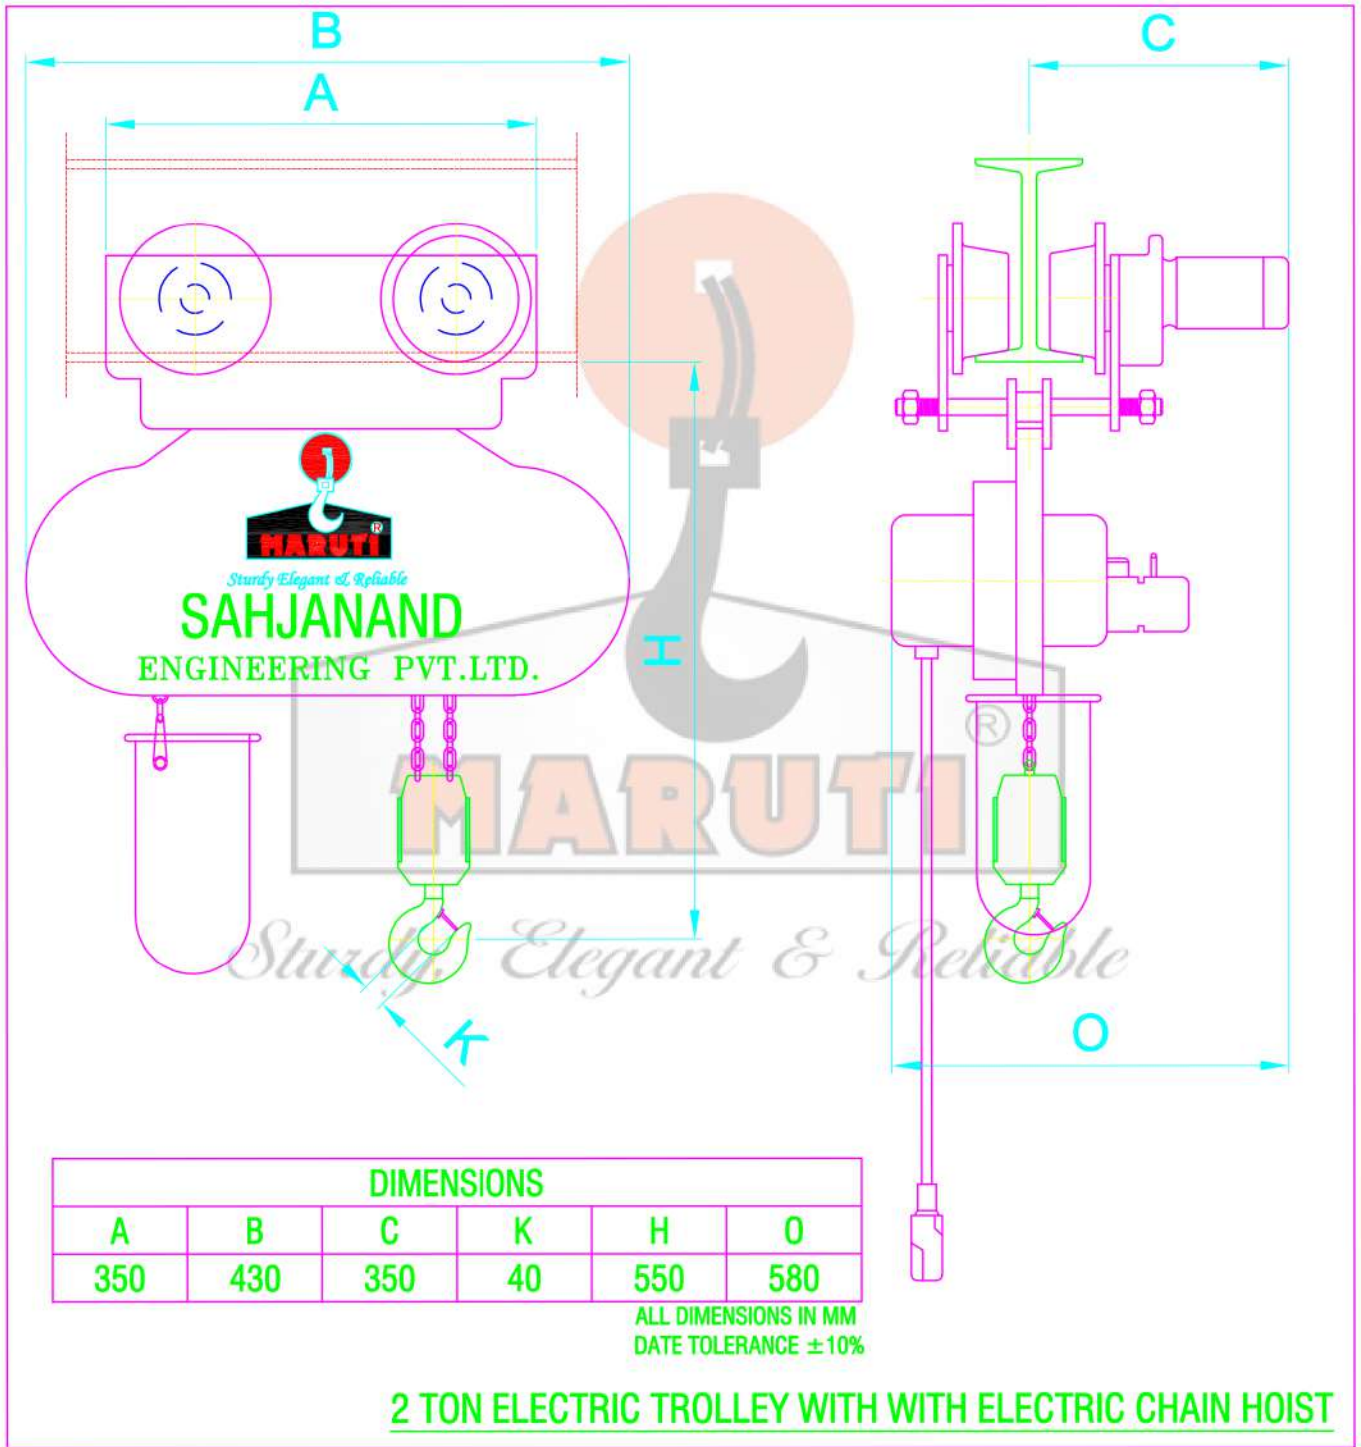 B
C
A
MARUTI ®
Sturdy Elegant & Reliable
SAHJANAND
ENGINEERING PVT.LTD.
H
MARUTI ®
Sturdy, Elegant & Reliable
K
O
DIMENSIONS
A B C K H O
350 430 350 40 550 580
ALL DIMENSIONS IN MM
DATE TOLERANCE ±10%
2 TON ELECTRIC TROLLEY WITH WITH ELECTRIC CHAIN HOIST